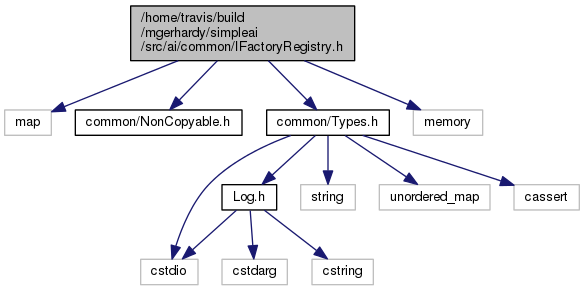 /home/travis/build
/mgerhardy/simpleai
/src/ai/common/IFactoryRegistry.h
map
common/NonCopyable.h
common/Types.h
memory
Log.h
string
unordered_map
cassert
cstdio
cstdarg
cstring